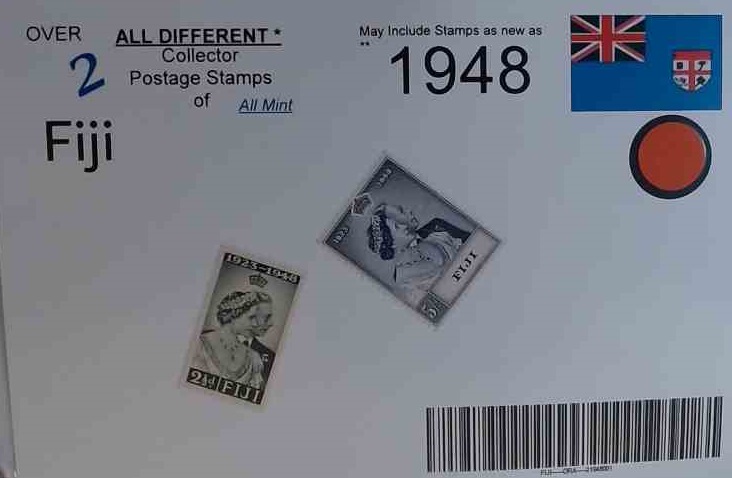 OVER
2
ALL DIFFERENT *
Collector
Postage Stamps
of All Mint
Fiji
May Include Stamps as new as
**
1948
1923-1948
2½d FIJI
FIJI